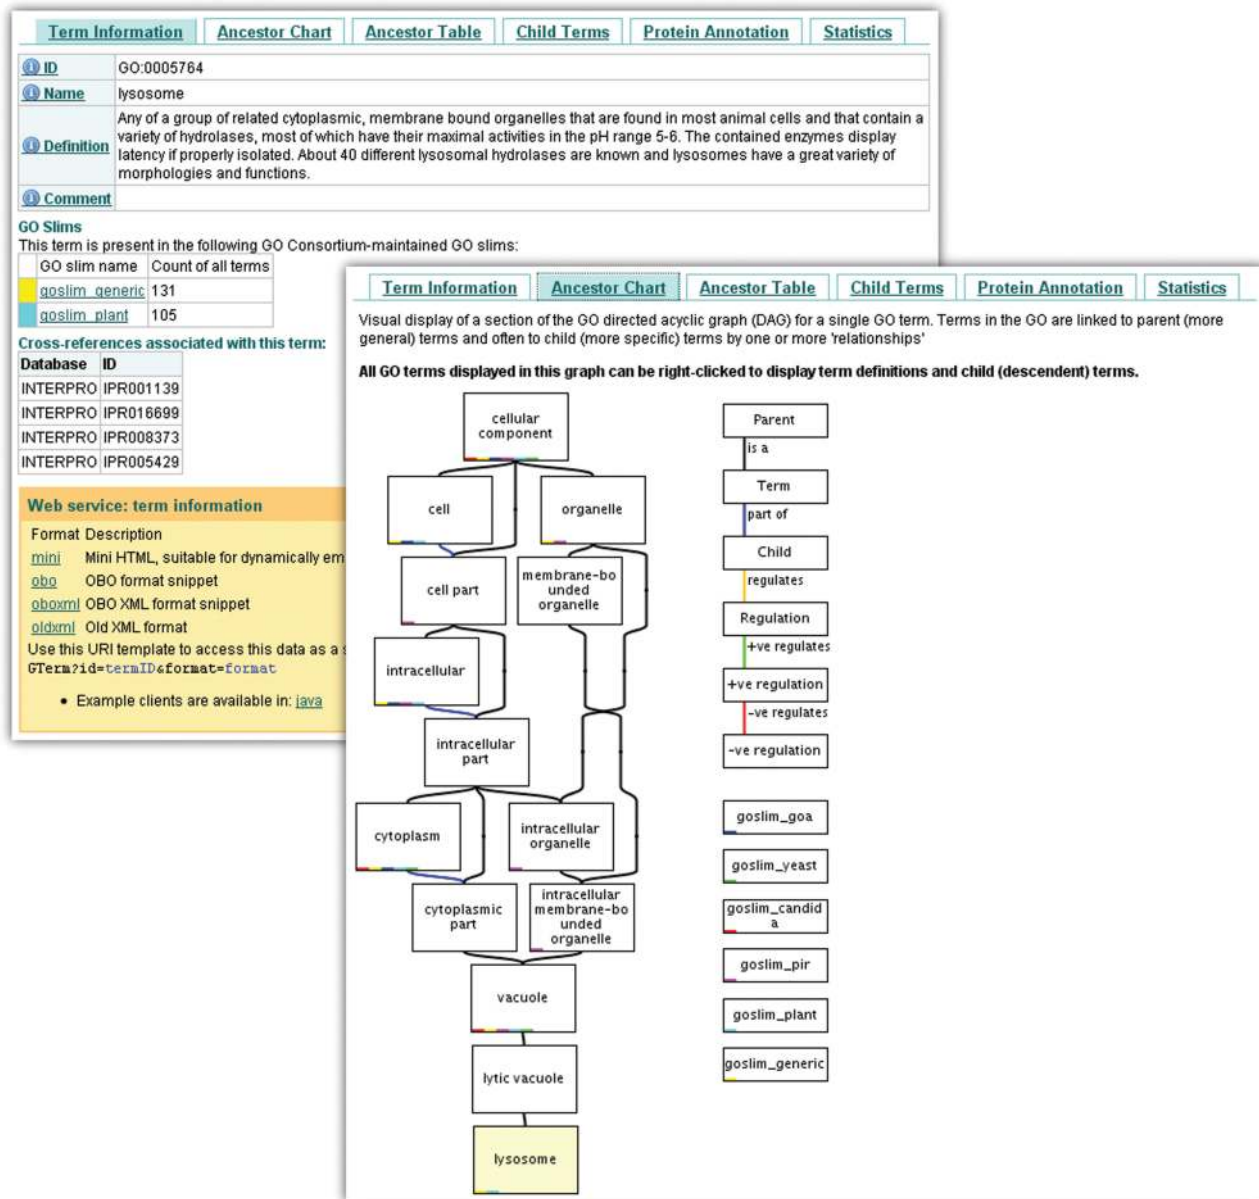 Term Information Ancestor Chart Ancestor Table Child Terms Protein Annotation Statistics
ID GO:0005764
Name lysosome
Definition
Any of a group of related cytoplasmic, membrane bound organelles that are found in most animal cells and that contain a
variety of hydrolases, most of which have their maximal activities in the pH range 5-6. The contained enzymes display
latency if properly isolated. About 40 different lysosomal hydrolases are known and lysosomes have a great variety of
morphologies and functions.
Comment
GO Slims
This term is present in the following GO Consortium-maintained GO slims:
GO slim name Count of all terms
goslim_generic 131
goslim_plant 105
Cross-references associated with this term:
Database ID
INTERPRO IPR001139
INTERPRO IPR016699
INTERPRO IPR008373
INTERPRO IPR005429
Web service: term information
Format Description
mini Mini HTML, suitable for dynamically em
obo OBO format snippet
oboxml OBO XML format snippet
oldxml Old XML format
Use this URI template to access this data as a s
GTerm?id=termID&format=format
• Example clients are available in: java
Term Information Ancestor Chart Ancestor Table Child Terms Protein Annotation Statistics
Visual display of a section of the GO directed acyclic graph (DAG) for a single GO term. Terms in the GO are linked to parent (more
general) terms and often to child (more specific) terms by one or more 'relationships'
All GO terms displayed in this graph can be right-clicked to display term definitions and child (descendent) terms.
cellular
component
cell
organelle
cell part
membrane-bo
unded
organelle
intracellular
intracellular
part
cytoplasm
intracellular
organelle
cytoplasmic
part
intracellular
membrane-bo
unded
organelle
vacuole
lytic vacuole
lysosome
Parent
is a
Term
part of
Child
regulates
Regulation
+ve regulates
+ve regulation
-ve regulates
-ve regulation
goslim_goa
goslim_yeast
goslim_candid
a
goslim_pir
goslim_plant
goslim_generic